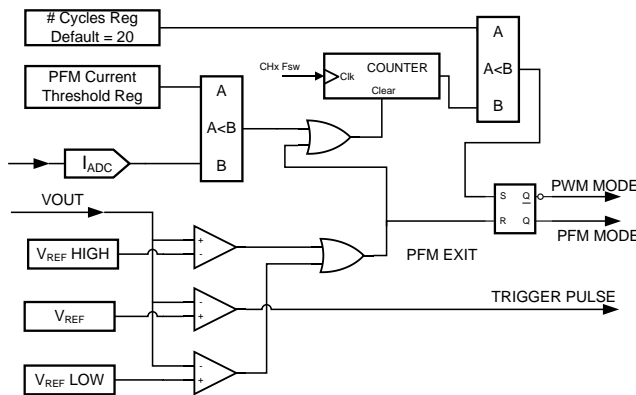 # Cycles Reg
Default = 20
A
A<B
B
PFM Current
Threshold Reg
A
A<B
B
CHx Fsw
Clk
COUNTER
Clear
IADC
S
Q
R
Q
PWM MODE
PFM MODE
VOUT
VREF HIGH
+
-
PFM EXIT
VREF
-
+
TRIGGER PULSE
VREF LOW
-
+